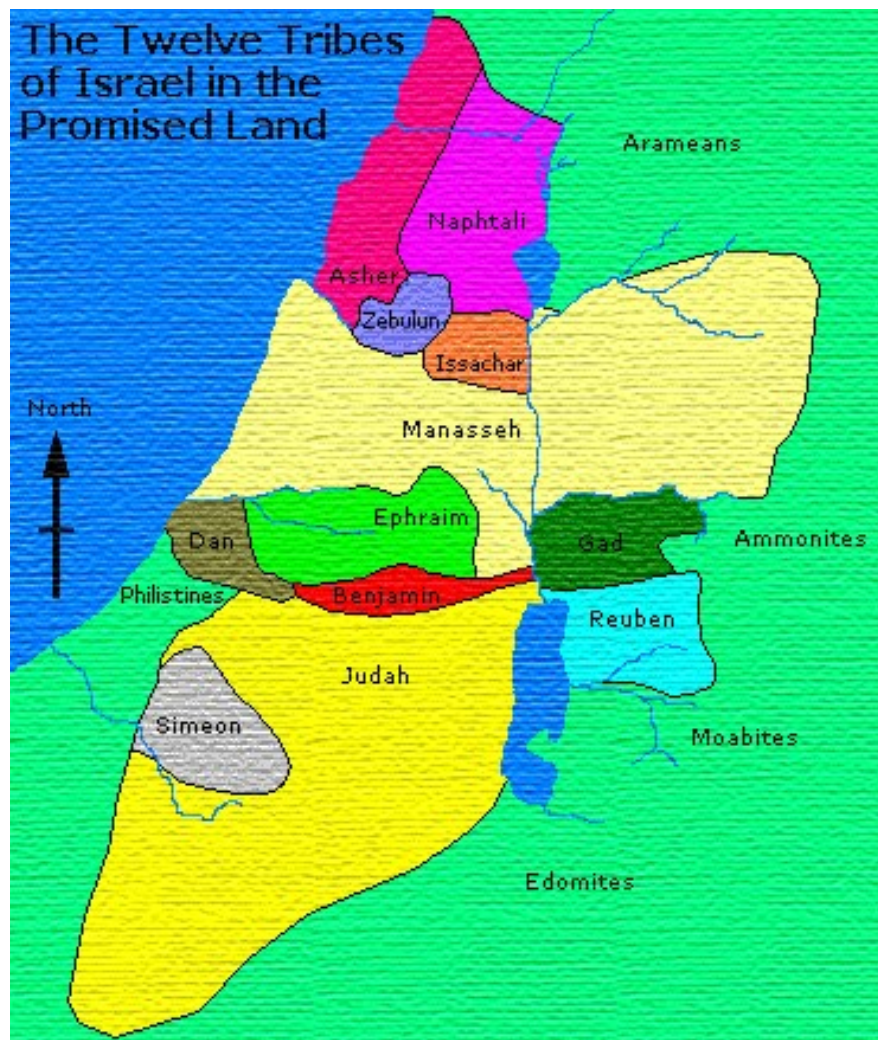 The Twelve Tribes
of Israel in the
Promised Land
Arameans
Naphtali
Asher
Zebulun
Issachar
North
Manasseh
Ephraim
Dan
Gad
Ammonites
Philistines
Benjamin
Reuben
Judah
Simeon
Moabites
Edomites